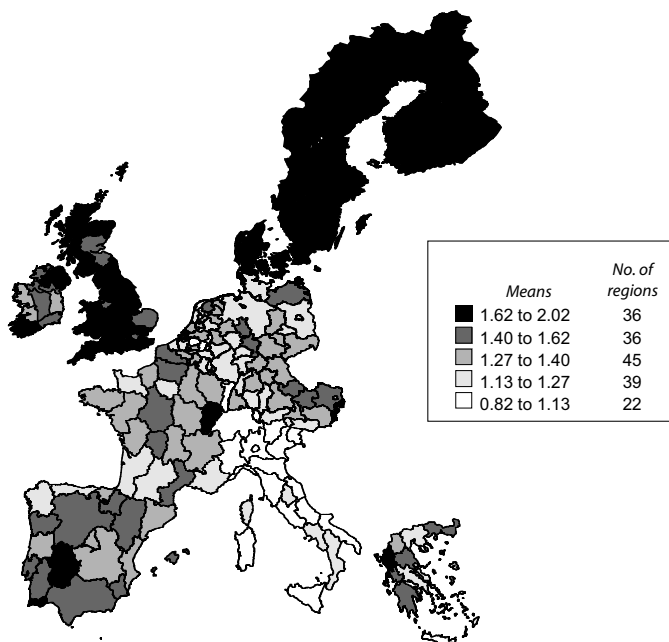 No. of
Means regions
1.62 to 2.02 36
1.40 to 1.62 36
1.27 to 1.40 45
1.13 to 1.27 39
0.82 to 1.13 22